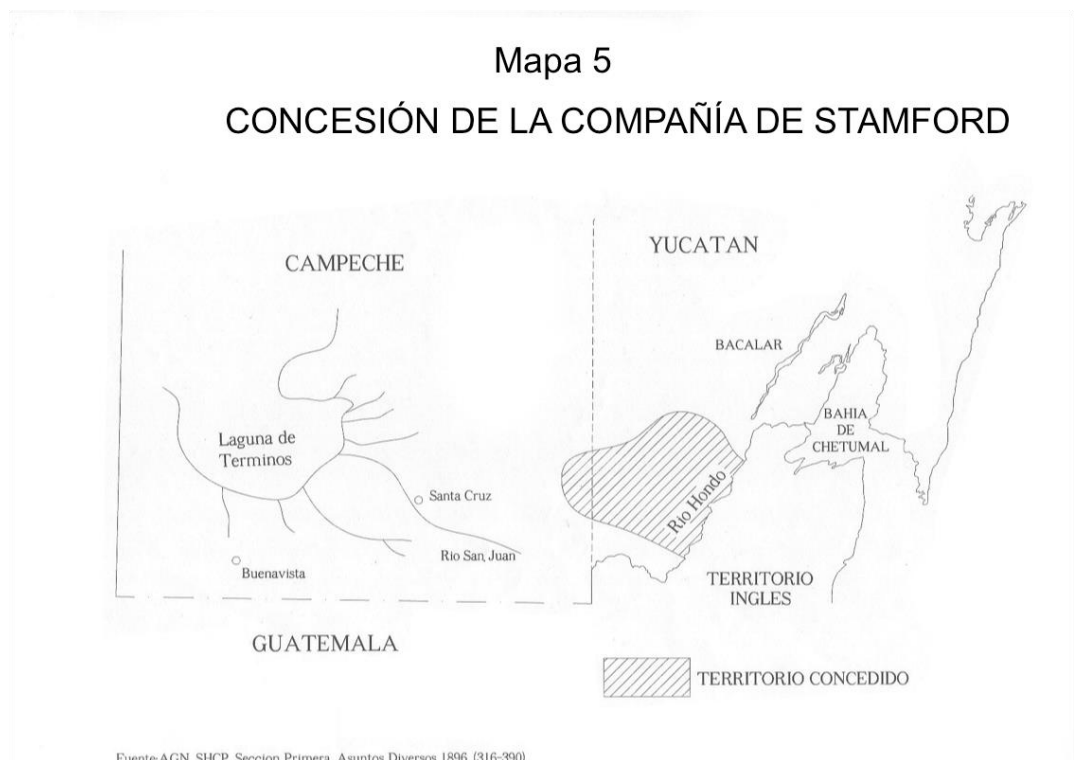 Mapa 5
CONCESIÓN DE LA COMPAÑÍA DE STAMFORD
CAMPECHE
YUCATAN
BACALAR
BAHIA
DE
CHETUMAL
Laguna de
Terminos
Santa Cruz
Rio Hondo
Rio San Juan
Buenavista
TERRITORIO
INGLES
GUATEMALA
TERRITORIO CONCEDIDO
Fuente: AGN, SHCP, Seccion Primera, Asuntos Diversos 1896, (316-390)